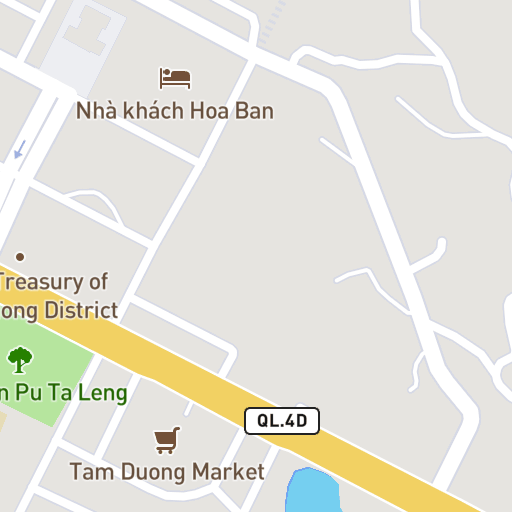 Nhà khách Hoa Ban
Treasury of
ong District
n Pu Ta Leng
QL.4D
Tam Duong Market